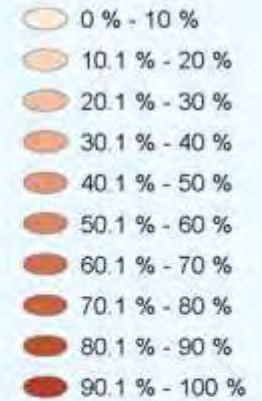 0 % - 10 %
10.1 % - 20 %
20.1 % - 30 %
30.1 % - 40 %
40.1 % - 50 %
50.1 % - 60 %
60.1 % - 70 %
70.1 % - 80 %
80.1 % - 90 %
90.1 % - 100 %